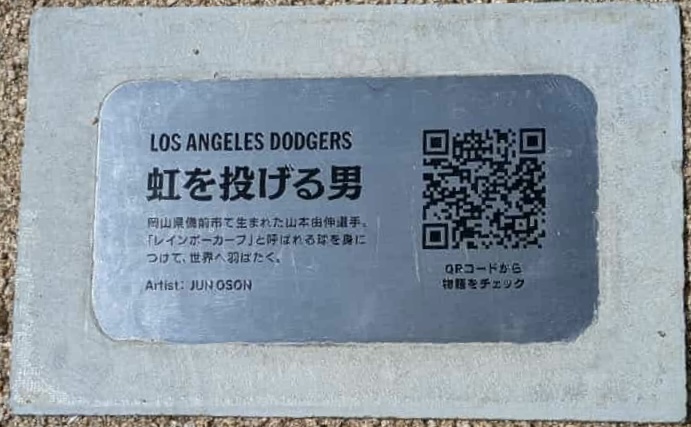 LOS ANGELES DODGERS
虹を投げる男
岡山県備前市で生まれた山本由伸選手。
「レインボーカーブ」と呼ばれる球を身に
つけて、世界へ羽ばたく。
Artist: JUN OSON
QRコードから
物語をチェック